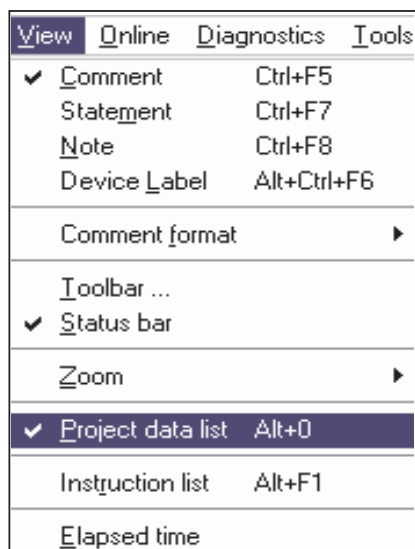 View Online Diagnostics Tools
Comment Ctrl+F5
Statement Ctrl+F7
Note Ctrl+F8
Device Label Alt+Ctrl+F6
Comment format
Toolbar ...
Status bar
Zoom
Project data list Alt+0
Instruction list Alt+F1
Elapsed time